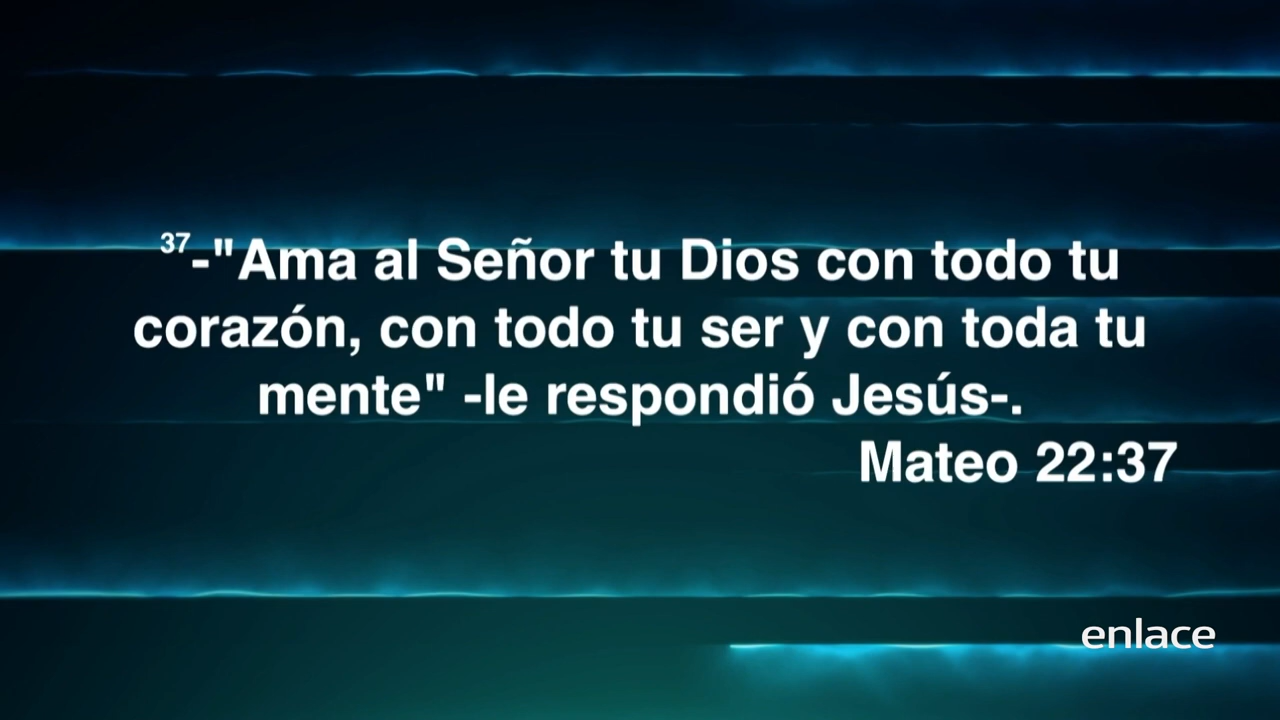 37-"Ama al Señor tu Dios con todo tu
corazón, con todo tu ser y con toda tu
mente" -le respondió Jesús-.
Mateo 22:37
enlace